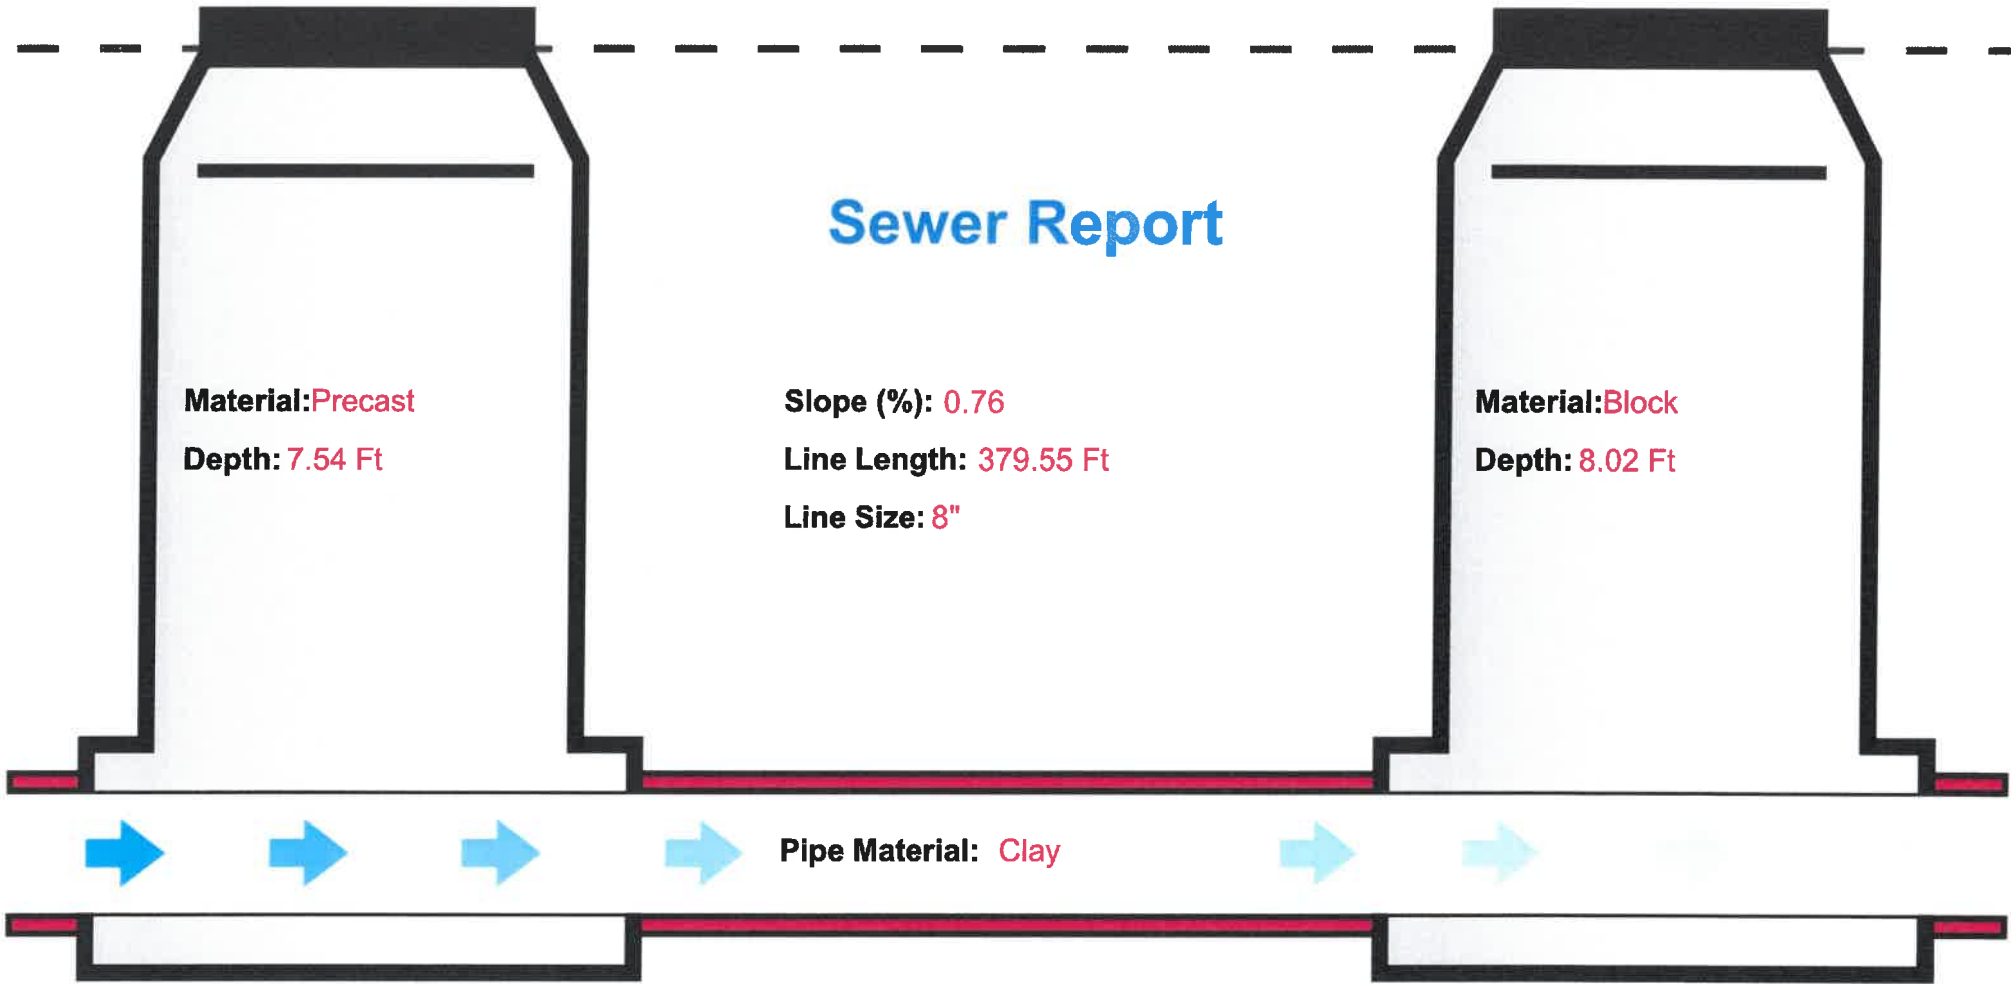 Sewer Report
Material:Precast
Depth: 7.54 Ft
Slope (%): 0.76
Line Length: 379.55 Ft
Line Size: 8"
Material:Block
Depth: 8.02 Ft
Pipe Material: Clay